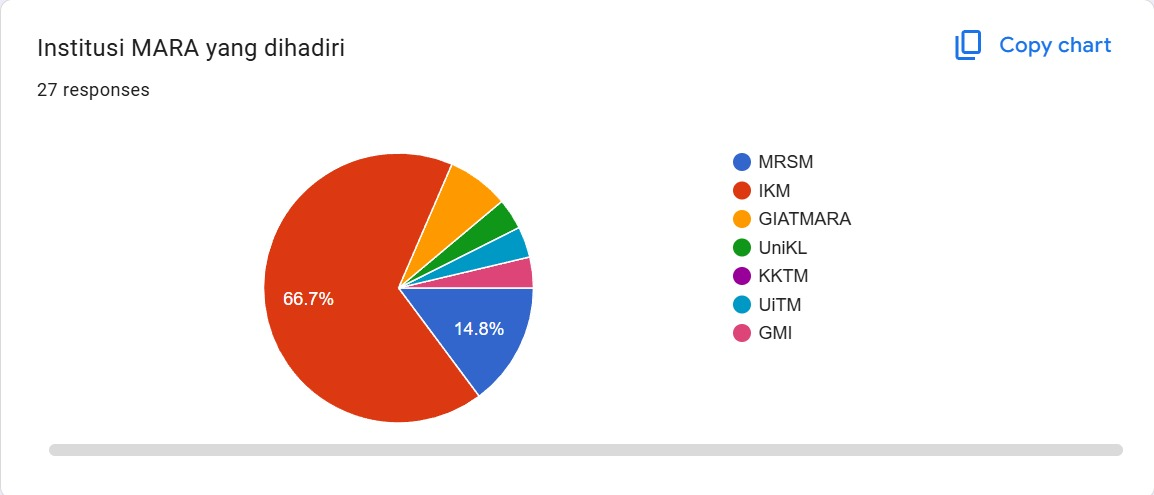 Institusi MARA yang dihadiri
Copy chart
27 responses
66.7%
14.8%
MRSM
IKM
GIATMARA
UniKL
KKTM
UiTM
GMI